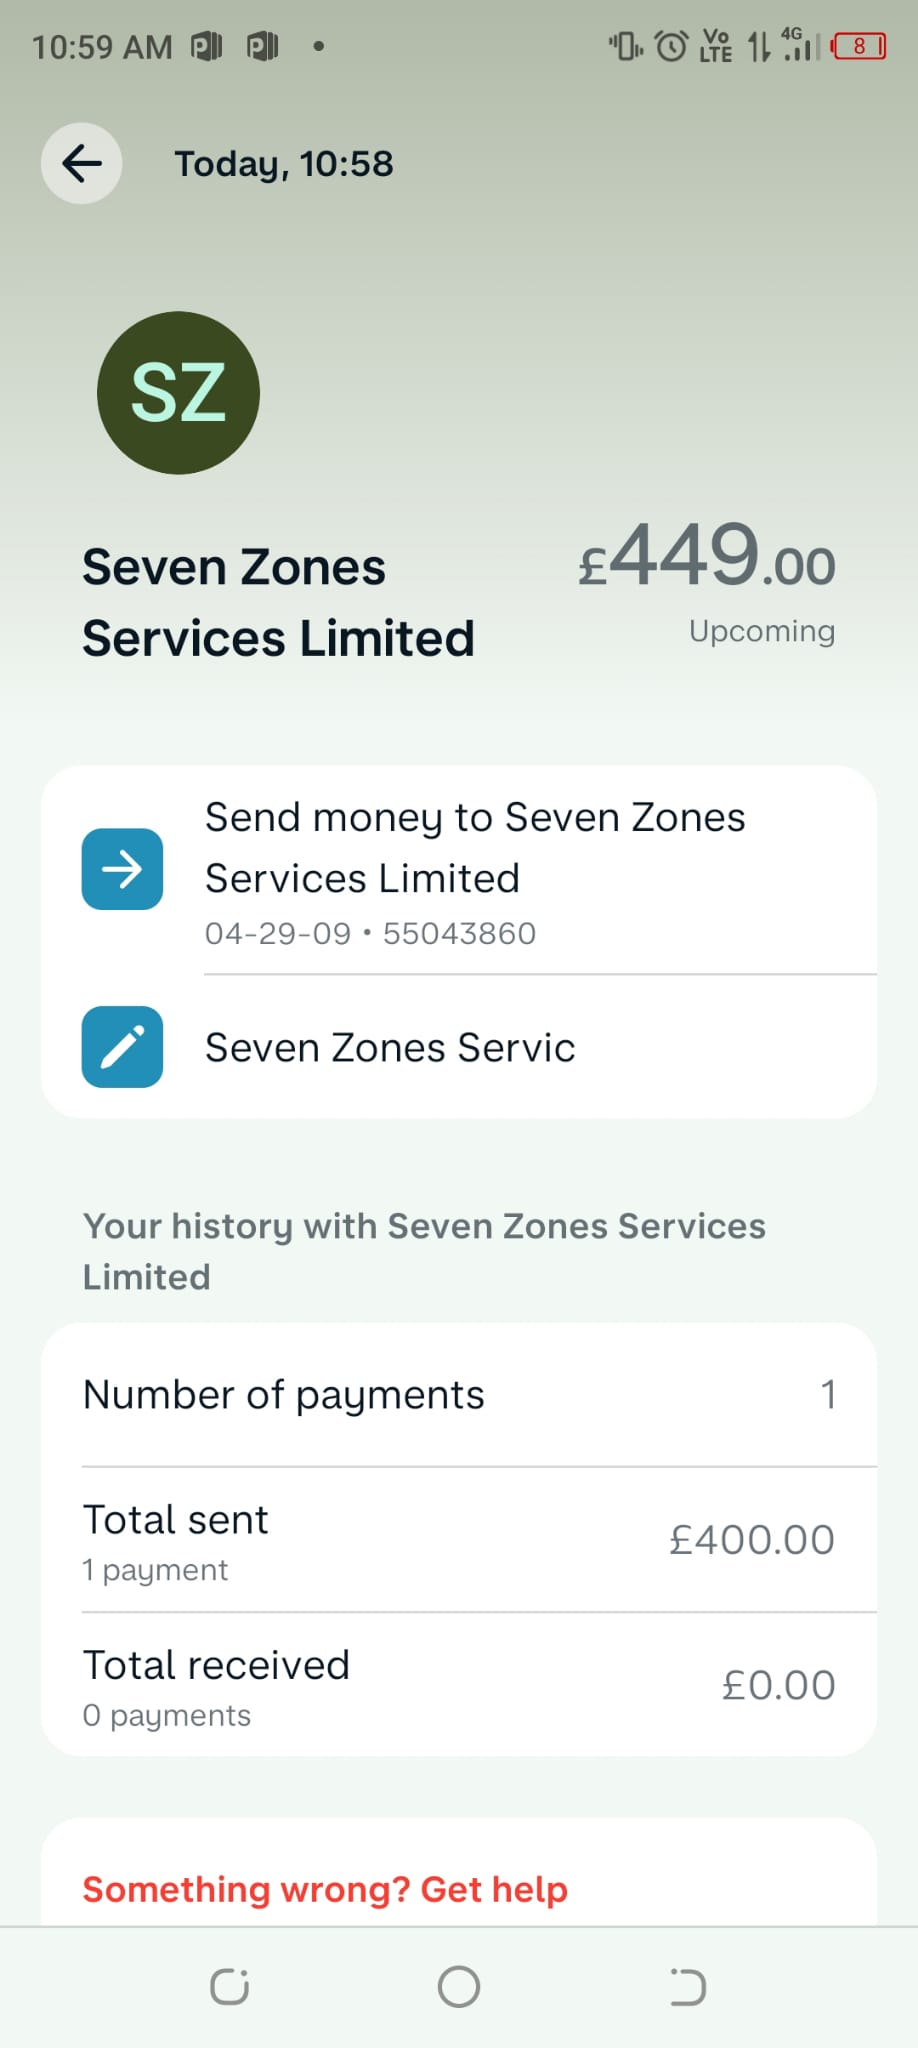 10:59 AM
Vo LTE 4G 8
Today, 10:58
SZ
Seven Zones
Services Limited
£449.00
Upcoming
Send money to Seven Zones
Services Limited
04-29-09 • 55043860
Seven Zones Servic
Your history with Seven Zones Services
Limited
Number of payments 1
Total sent £400.00
1 payment
Total received £0.00
0 payments
Something wrong? Get help